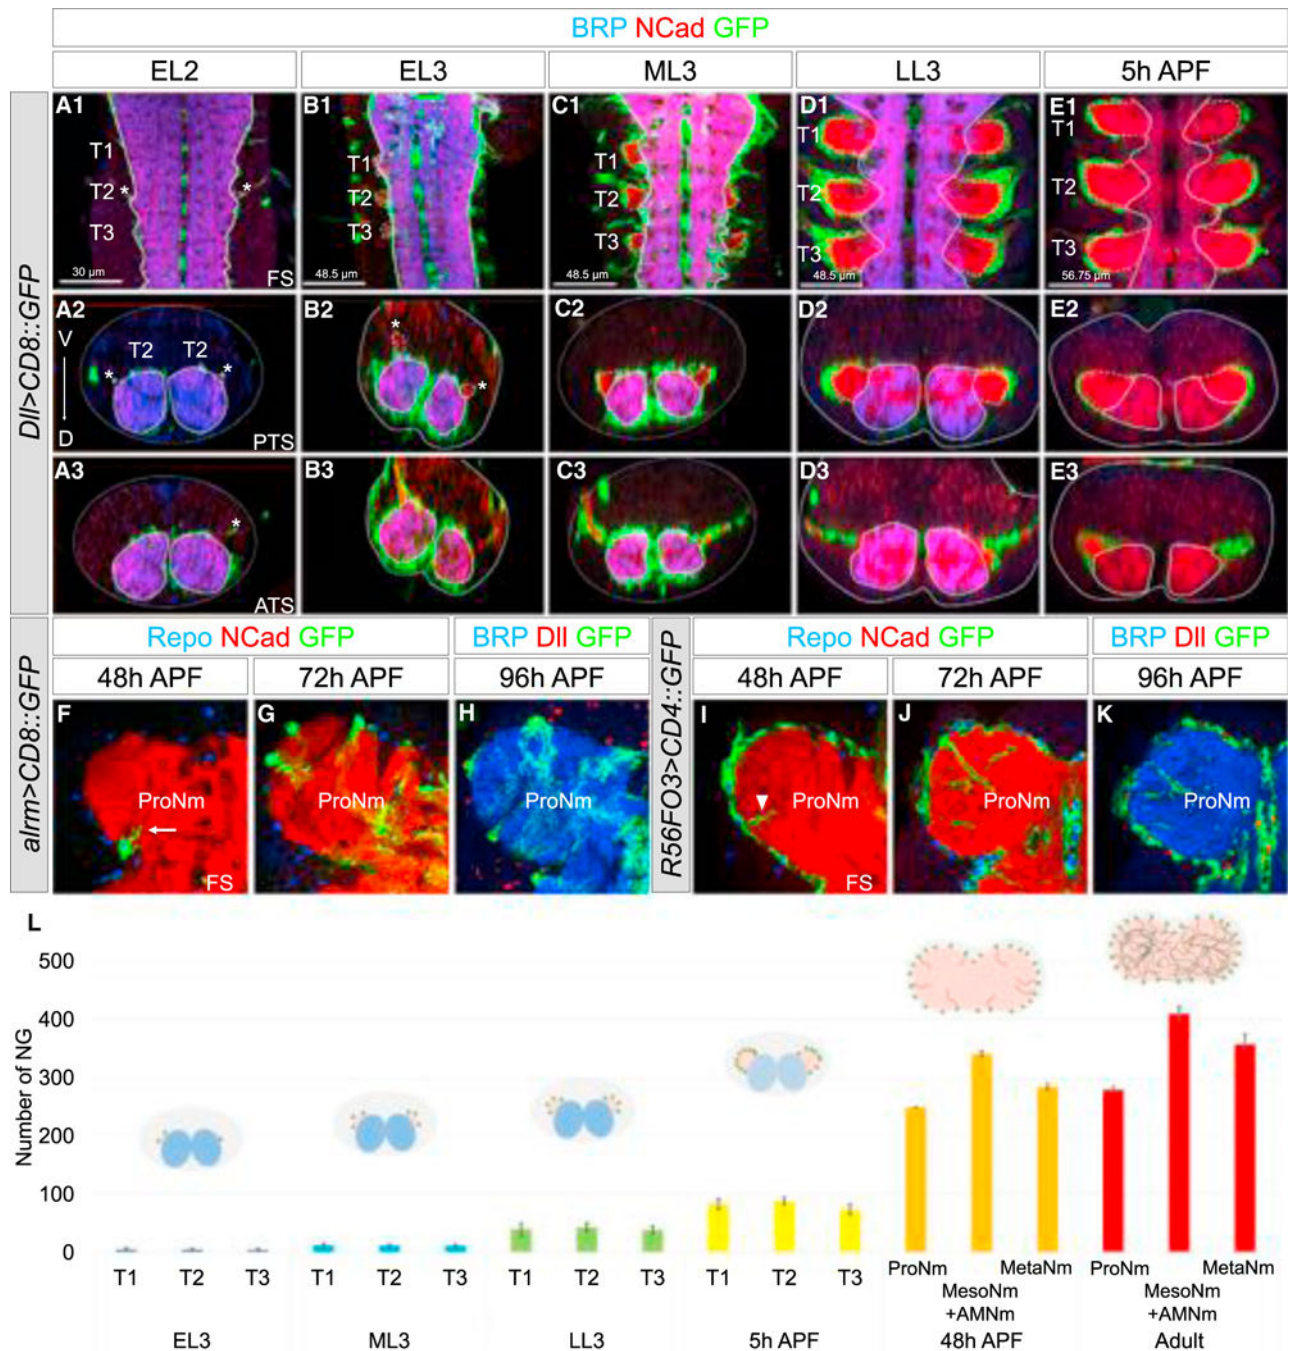 BRP NCad GFP
EL2 EL3 ML3 LL3 5h APF
Dll>CD8::GFP
A1 B1 C1 D1 E1
T1 T1 T1 T1 T1
T2 * * T2 T2 T2 T2
T3 T3 T3 T3 T3
30 µm FS 48.5 µm 48.5 µm 48.5 µm 56.75 µm
A2 B2 C2 D2 E2
V T2 T2 *
* * *
D PTS
A3 B3 C3 D3 E3
*
ATS
alrm>CD8::GFP
Repo NCad GFP BRP Dll GFP
48h APF 72h APF 96h APF
F G H
ProNm ProNm ProNm
FS
R56FO3>CD4::GFP
Repo NCad GFP BRP Dll GFP
48h APF 72h APF 96h APF
I J K
ProNm ProNm ProNm
FS
L
Number of NG
500
400
300
200
100
0
T1 T2 T3 T1 T2 T3 T1 T2 T3 T1 T2 T3 ProNm MetaNm ProNm MetaNm
MesoNm MesoNm
+AMNm +AMNm
EL3 ML3 LL3 5h APF 48h APF Adult